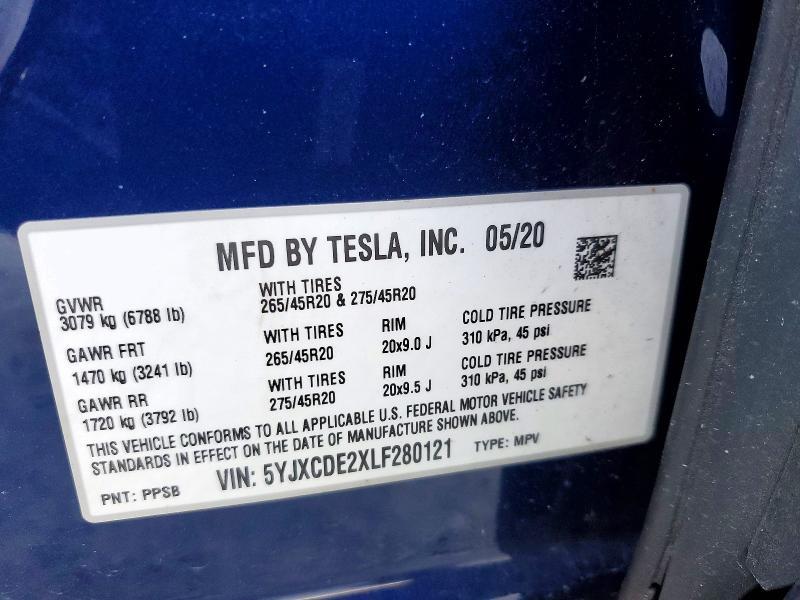 MFD BY TESLA, INC. 05/20
GVWR
3079 kg (6788 lb)
WITH TIRES
265/45R20 & 275/45R20
GAWR FRT
1470 kg (3241 lb)
WITH TIRES
265/45R20
RIM
20x9.0 J
COLD TIRE PRESSURE
310 kPa, 45 psi
GAWR RR
1720 kg (3792 lb)
WITH TIRES
275/45R20
RIM
20x9.5 J
COLD TIRE PRESSURE
310 kPa, 45 psi
THIS VEHICLE CONFORMS TO ALL APPLICABLE U.S. FEDERAL MOTOR VEHICLE SAFETY
STANDARDS IN EFFECT ON THE DATE OF MANUFACTURE SHOWN ABOVE.
PNT: PPSB VIN: 5YJXCDE2XLF280121 TYPE: MPV